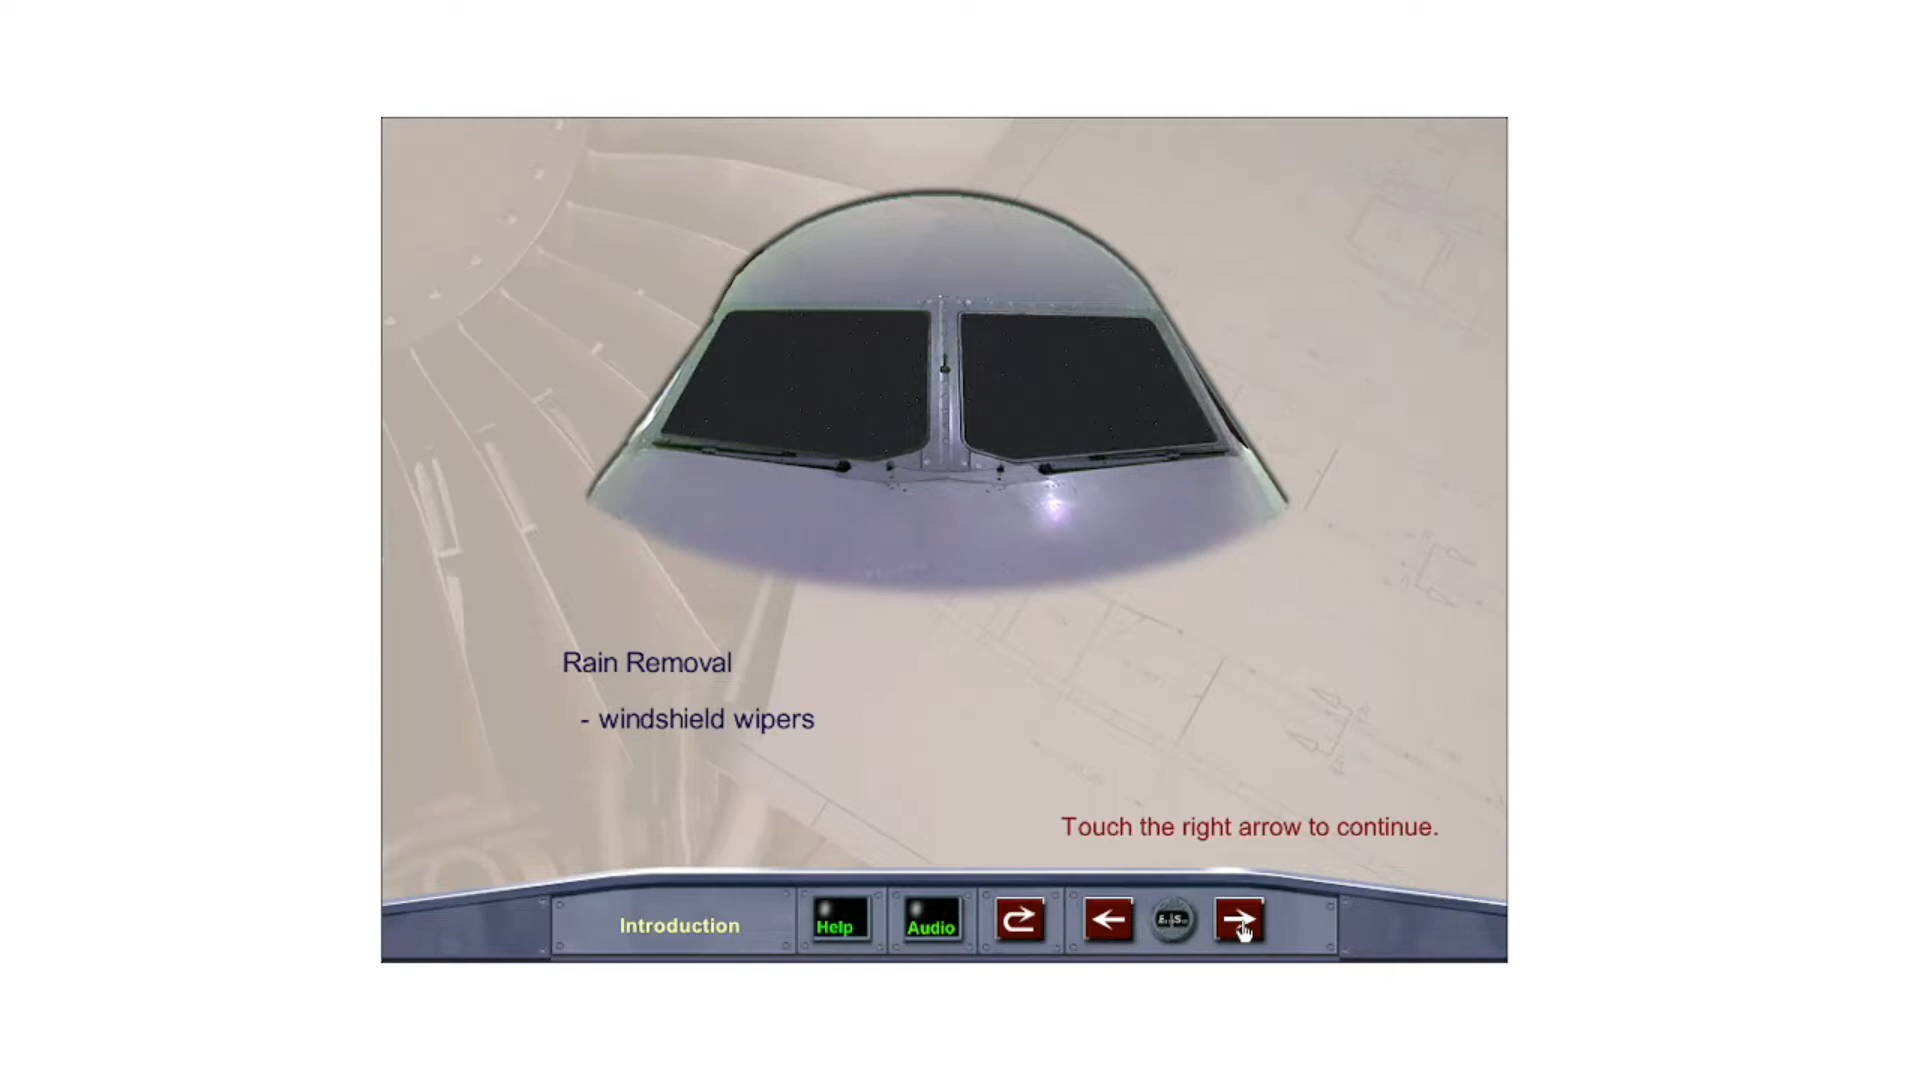 Rain Removal
- windshield wipers
Touch the right arrow to continue.
Introduction
Help
Audio